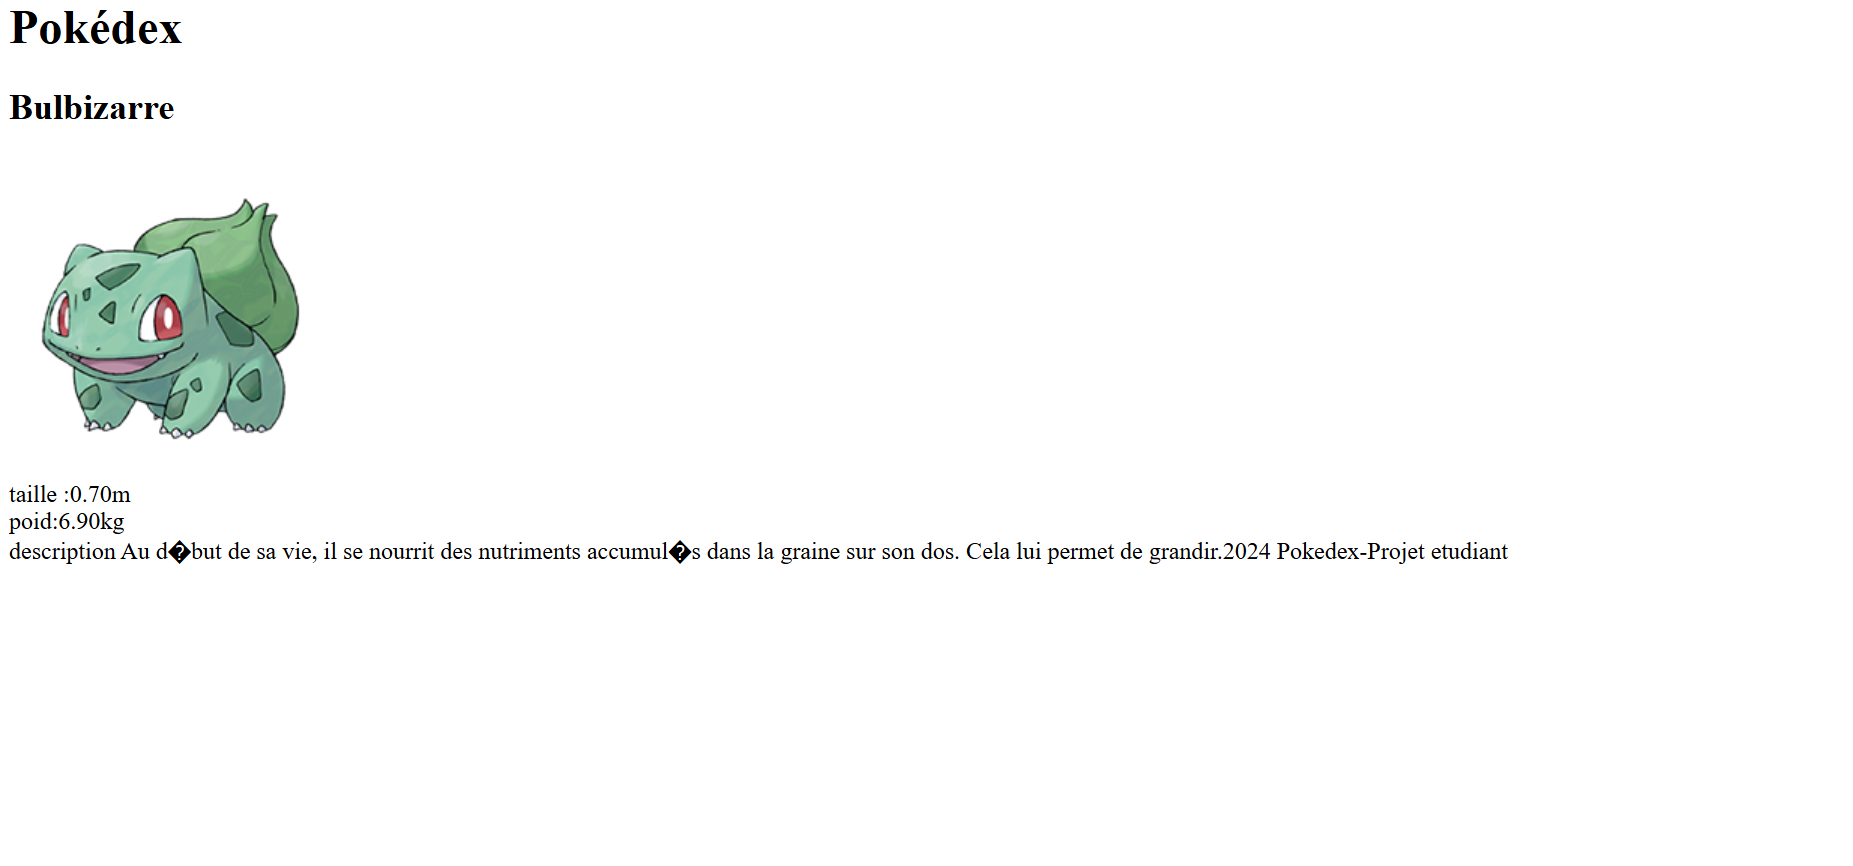 Pokédex
Bulbizarre
taille :0.70m
poid:6.90kg
description Au d�but de sa vie, il se nourrit des nutriments accumul�s dans la graine sur son dos. Cela lui permet de grandir.2024 Pokedex-Projet etudiant